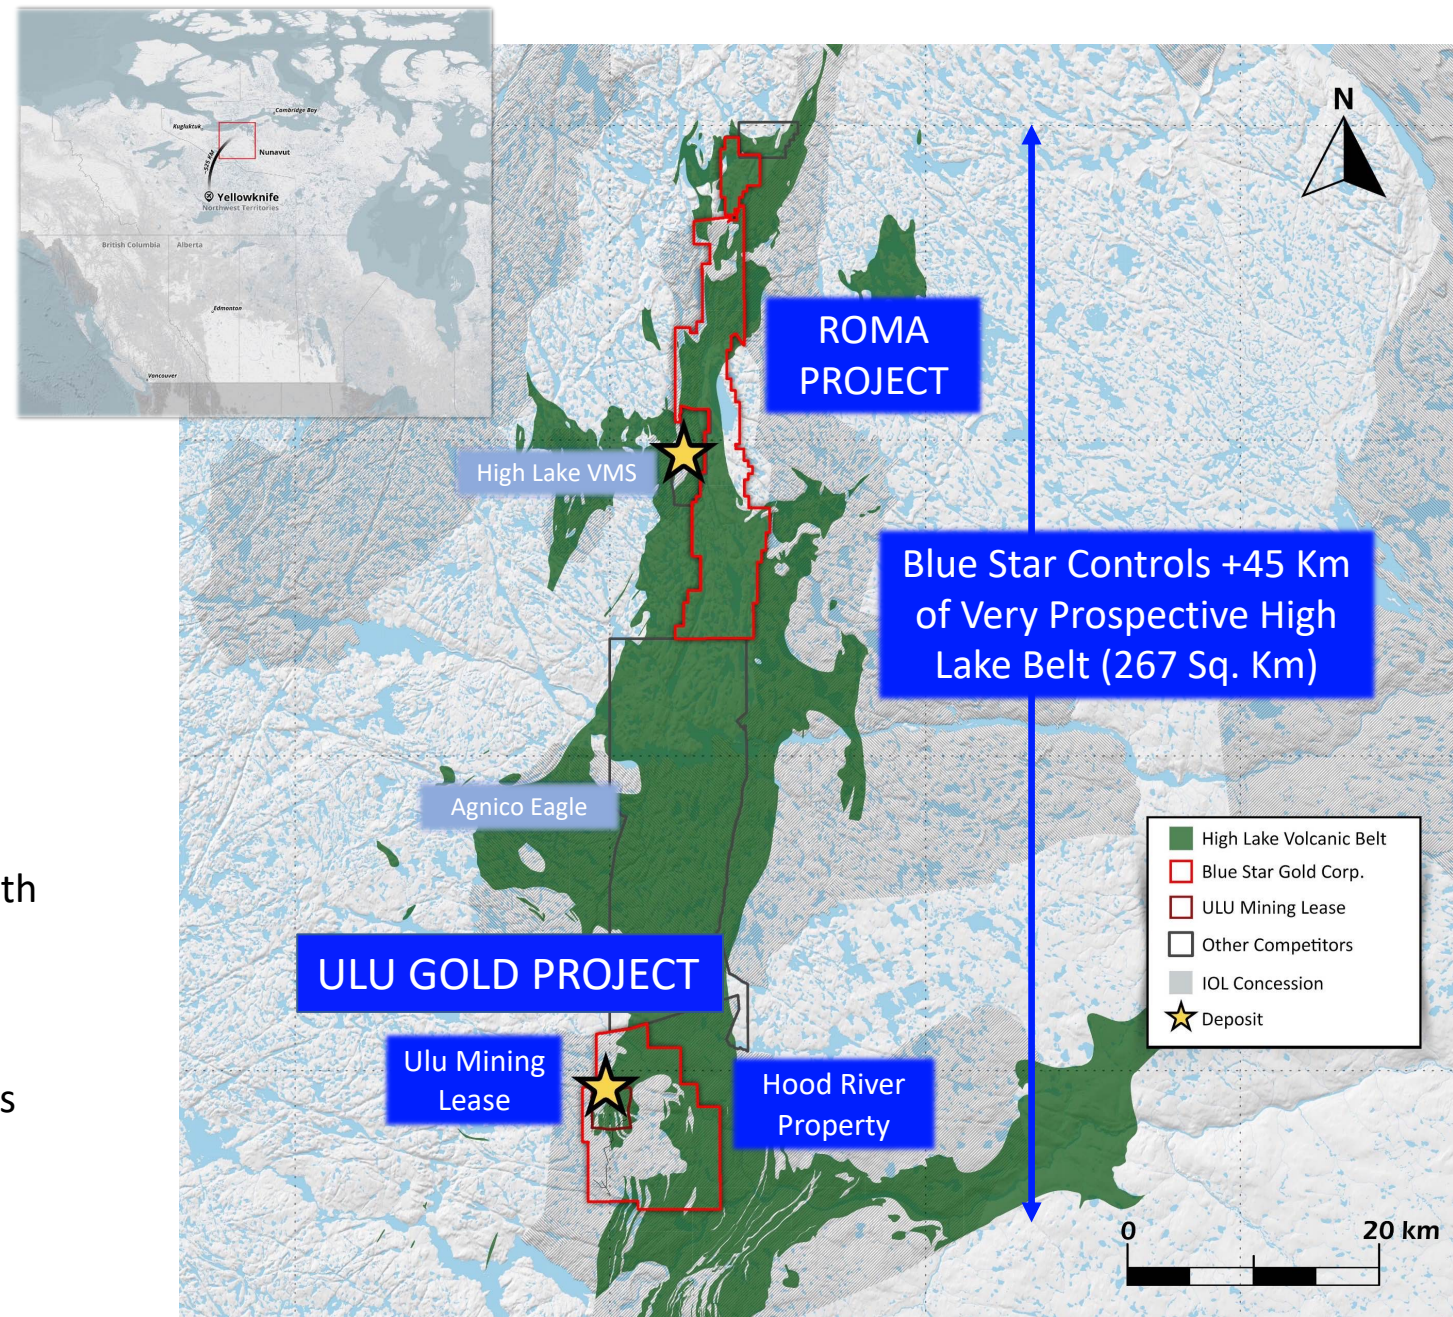 Cambridge Bay
Kugluktuk
~525 KM
Nunavut
Yellowknife
Northwest Territories
British Columbia
Alberta
Edmonton
Vancouver
N
ROMA
PROJECT
High Lake VMS
Blue Star Controls +45 Km
of Very Prospective High
Lake Belt (267 Sq. Km)
Agnico Eagle
High Lake Volcanic Belt
Blue Star Gold Corp.
ULU Mining Lease
Other Competitors
IOL Concession
Deposit
th
ULU GOLD PROJECT
Ulu Mining
Lease
Hood River
Property
s
0 20 km